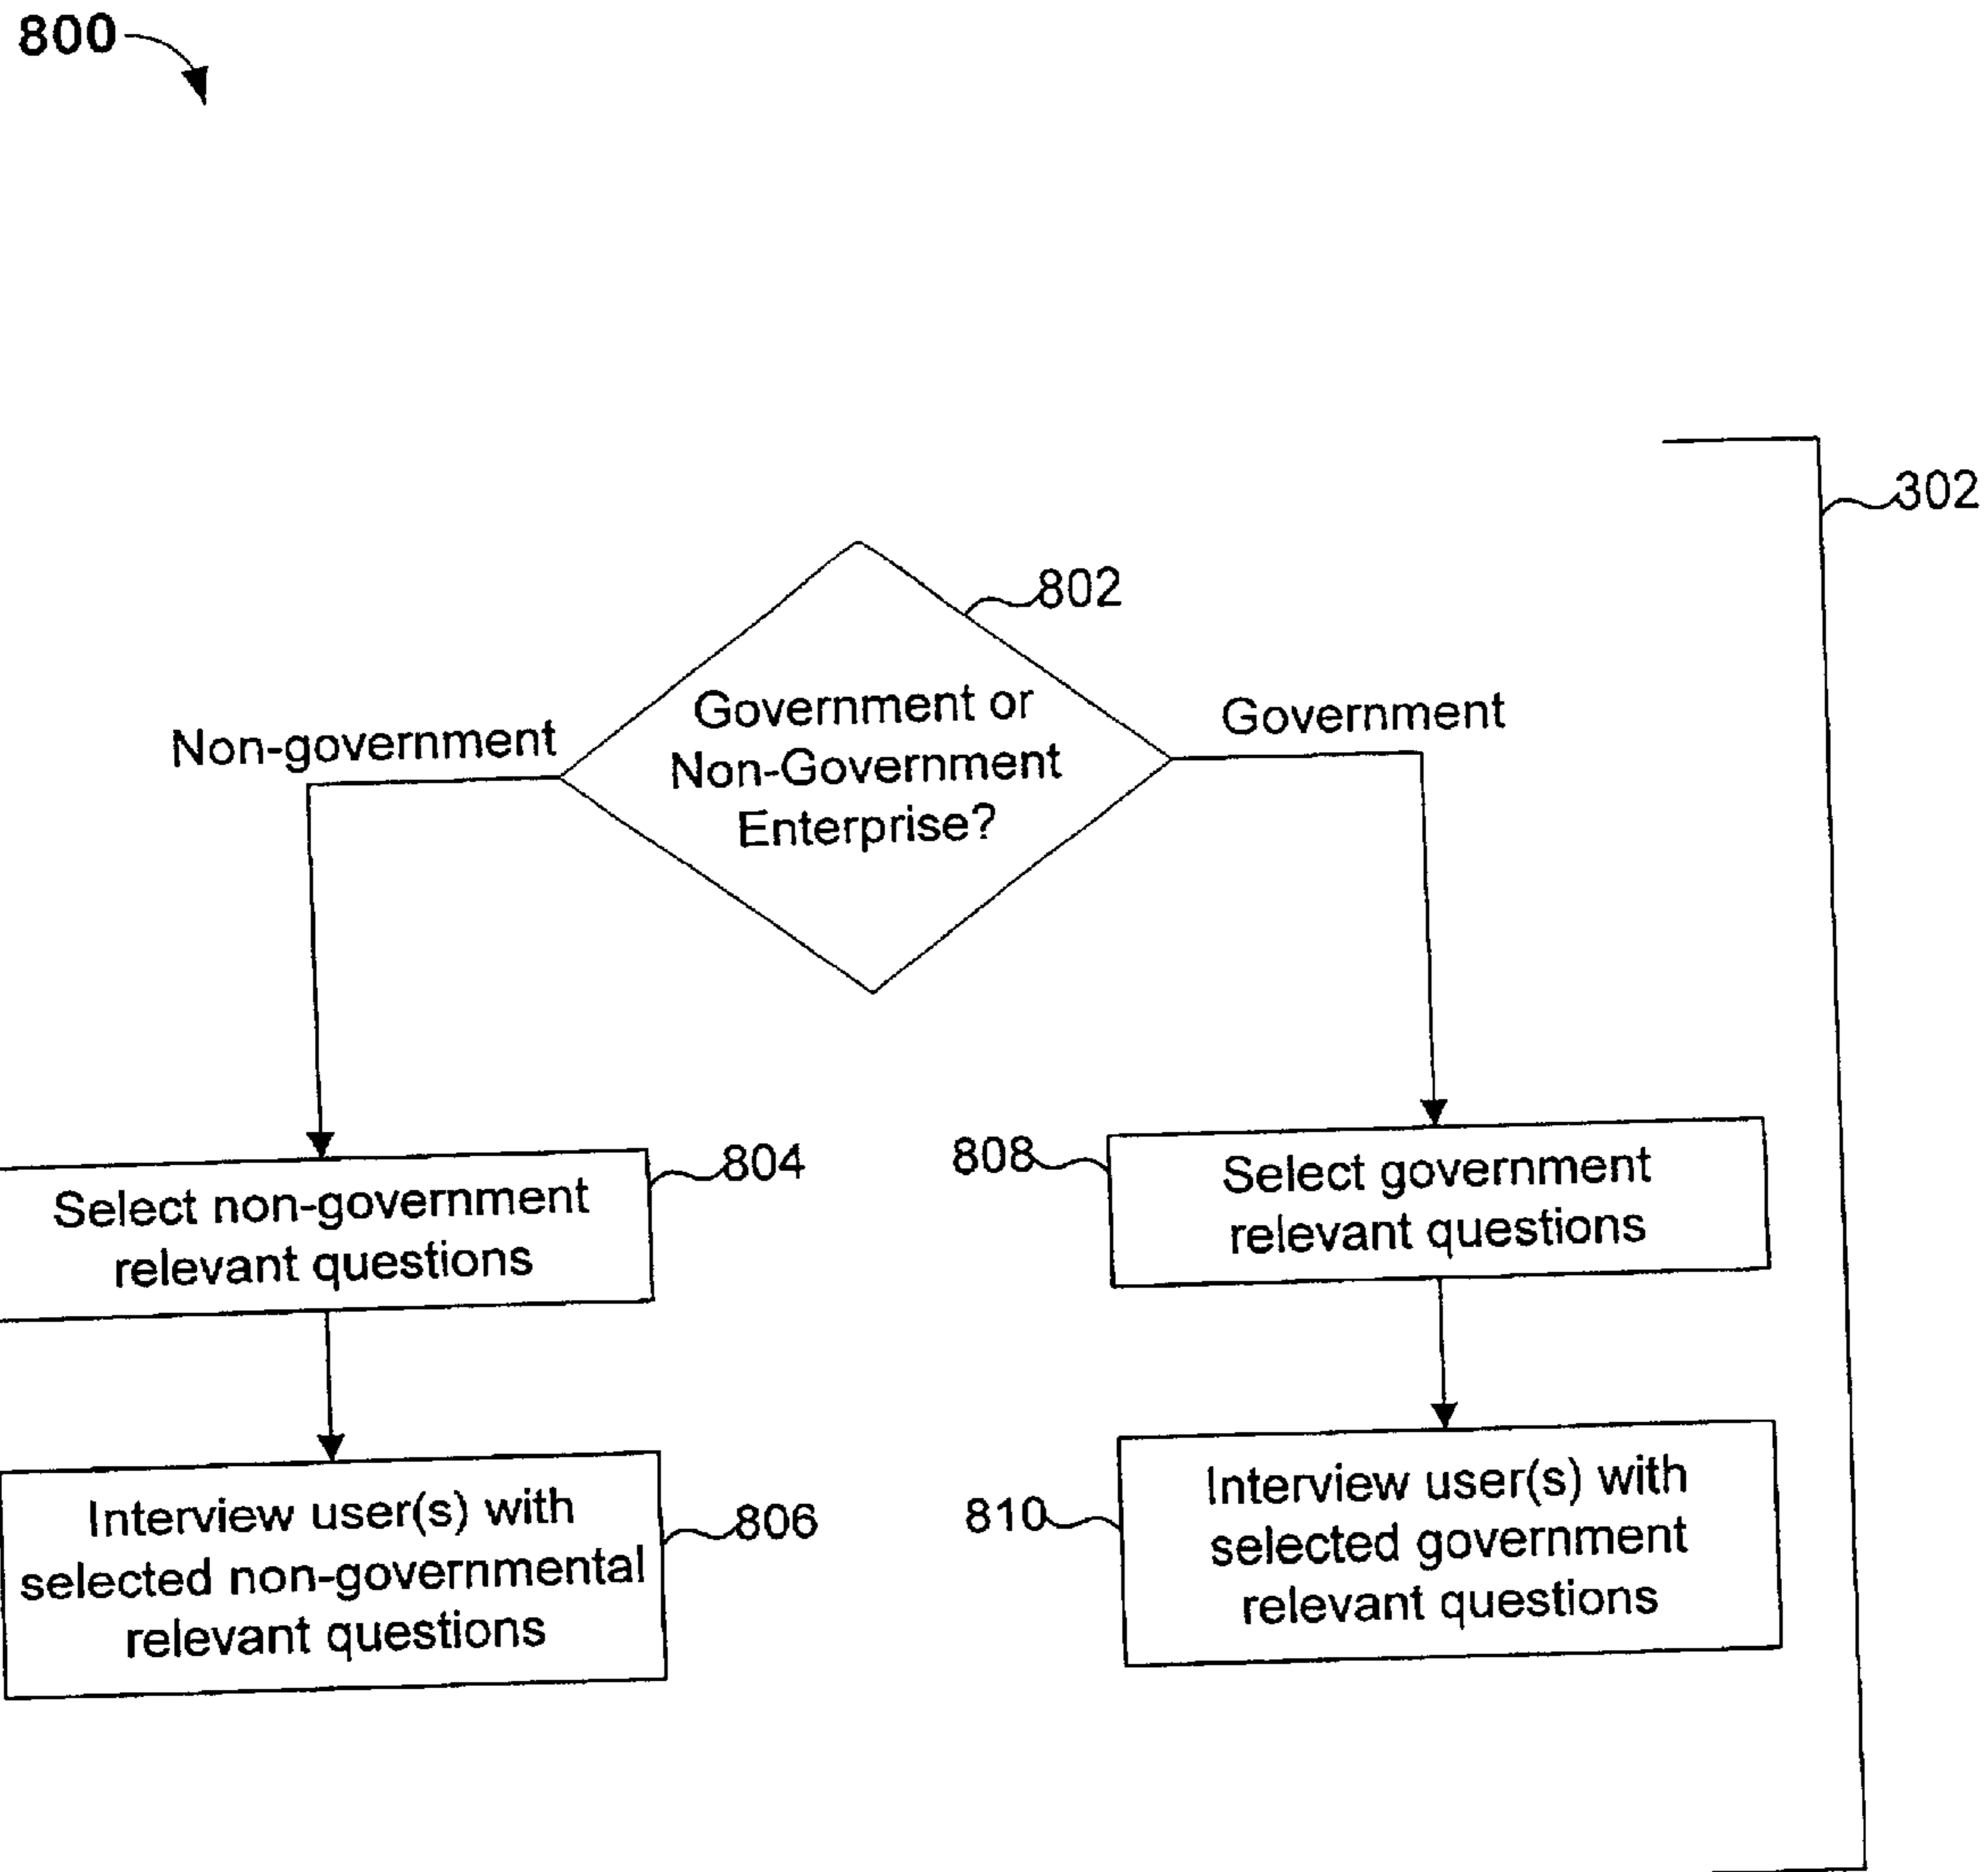 800
302
802
Government or
Non-Government
Enterprise?
Non-government
Government
804
Select non-government
relevant questions
808
Select government
relevant questions
Interview user(s) with
selected non-governmental
relevant questions
806
810
Interview user(s) with
selected government
relevant questions